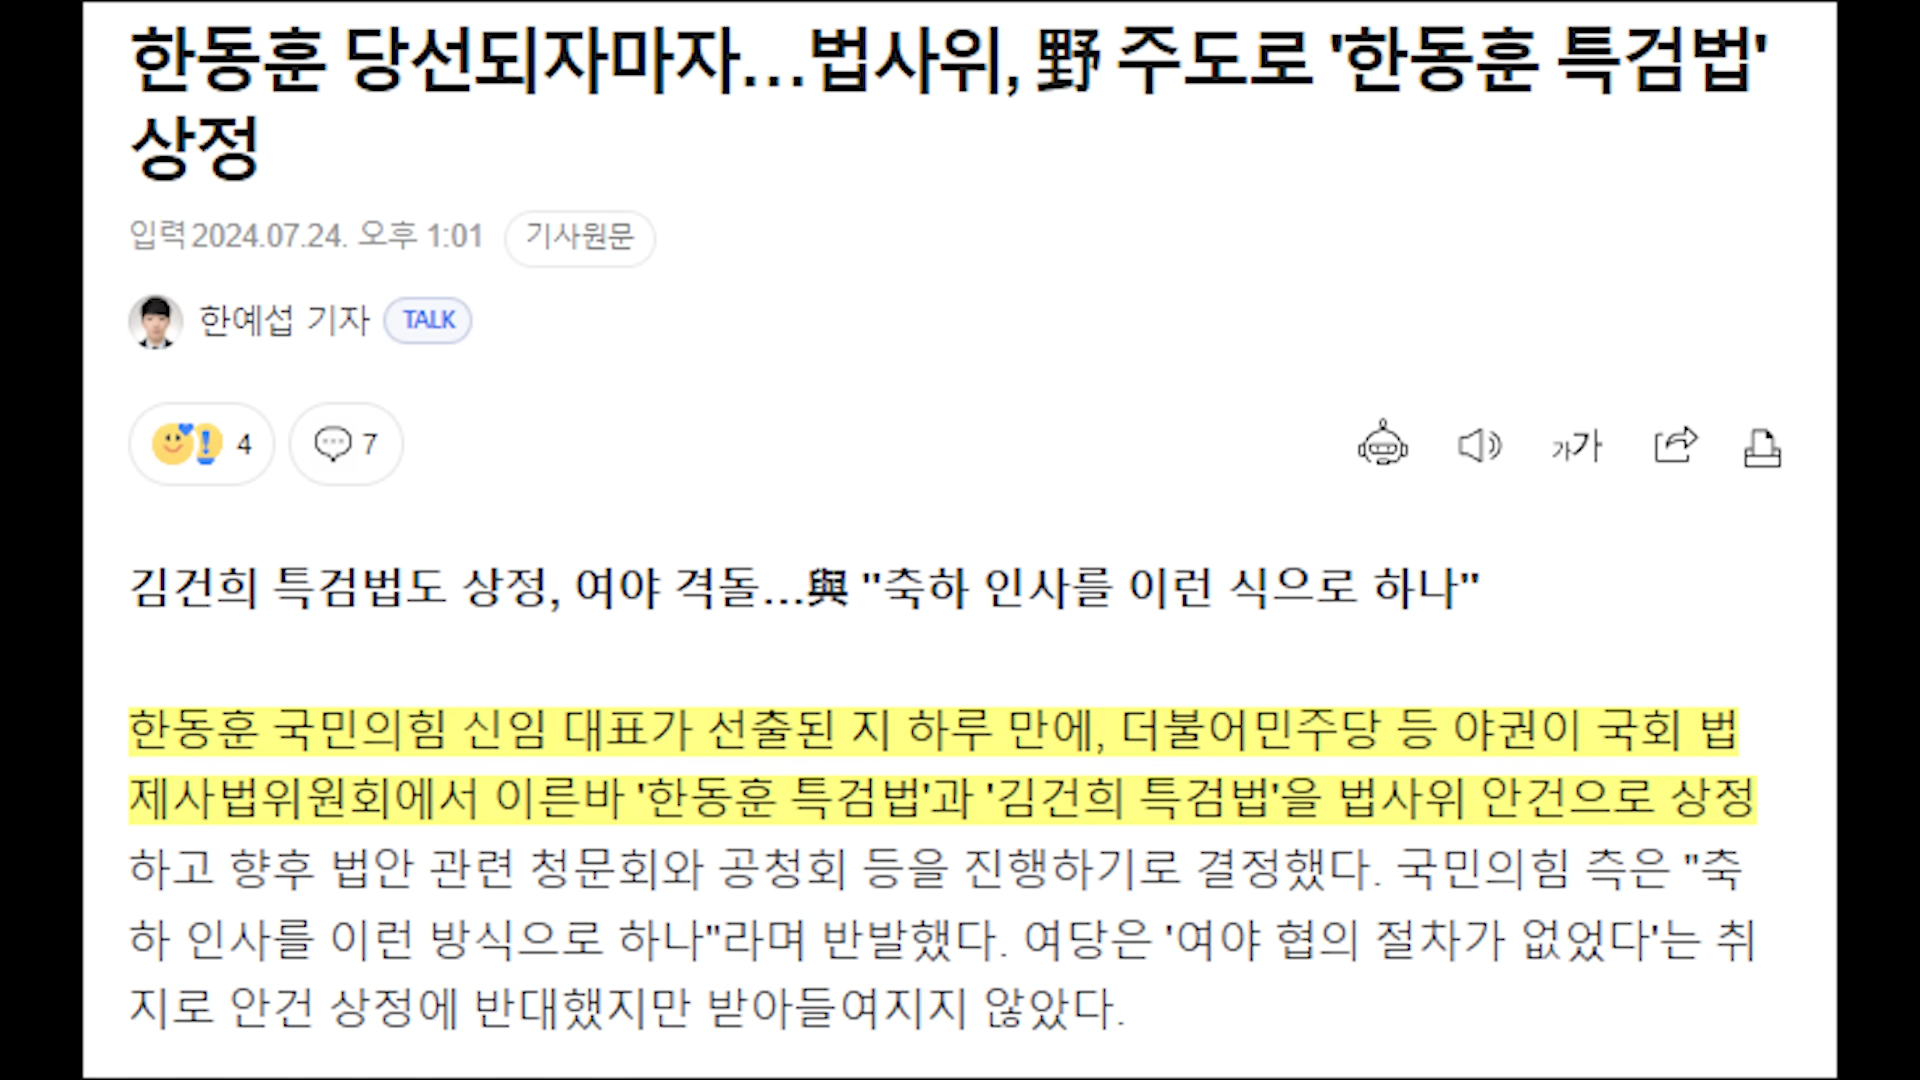 한동훈 당선되자마자...법사위, 野 주도로 '한동훈 특검법'
상정
입력 2024.07.24. 오후 1:01 기사원문
한예섭 기자 TALK
4 7 가가
김건희 특검법도 상정, 여야 격돌...與 "축하 인사를 이런 식으로 하나"
한동훈 국민의힘 신임 대표가 선출된 지 하루 만에, 더불어민주당 등 야권이 국회 법
제사법위원회에서 이른바 '한동훈 특검법'과 '김건희 특검법'을 법사위 안건으로 상정
하고 향후 법안 관련 청문회와 공청회 등을 진행하기로 결정했다. 국민의힘 측은 "축
하 인사를 이런 방식으로 하나"라며 반발했다. 여당은 '여야 협의 절차가 없었다'는 취
지로 안건 상정에 반대했지만 받아들여지지 않았다.